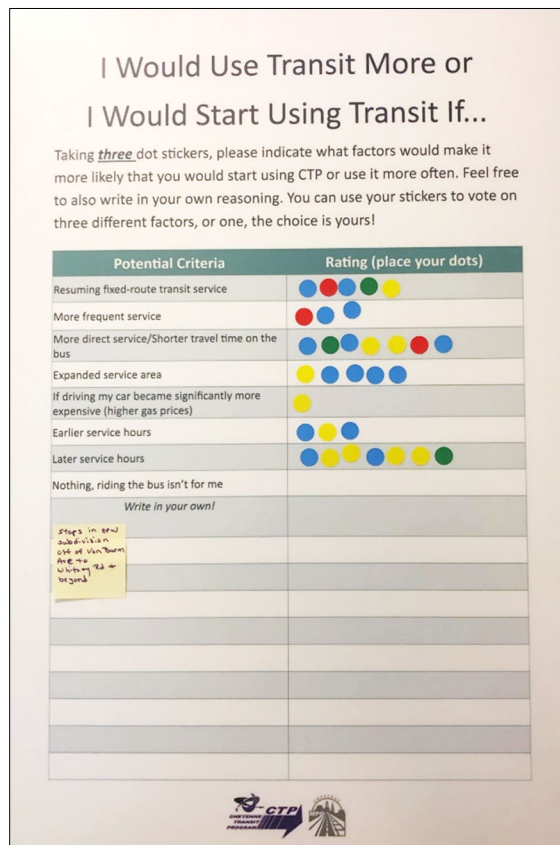 I Would Use Transit More or
I Would Start Using Transit If...
Taking three dot stickers, please indicate what factors would make it
more likely that you would start using CTP or use it more often. Feel free
to also write in your own reasoning. You can use your stickers to vote on
three different factors, or one, the choice is yours!
Potential Criteria
Rating (place your dots)
Resuming fixed-route transit service
More frequent service
More direct service/Shorter travel time on the
bus
Expanded service area
If driving my car became significantly more
expensive (higher gas prices)
Earlier service hours
Later service hours
Nothing, riding the bus isn't for me
Write in your own!
Stops in new
subdivision
off of Van Buren
Ave to
Whitney Rd +
beyond
CTP
CHEYENNE
TRANSIT
PROGRAM